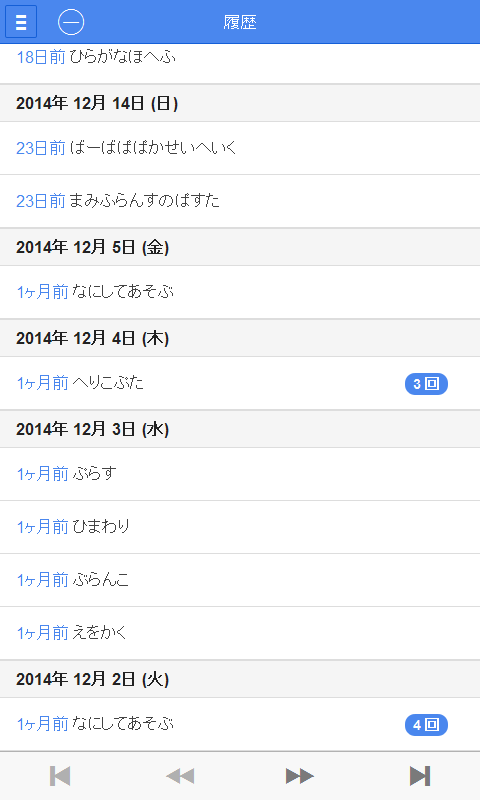 履歴
18日前 ひらがなほへふ
2014年 12月 14日 (日)
23日前 ばーばぱぱかせいへいく
23日前 まみふらんすのぱすた
2014年 12月 5日 (金)
1ヶ月前 なにしてあそぶ
2014年 12月 4日 (木)
1ヶ月前 へりこぷた 3 回
2014年 12月 3日 (水)
1ヶ月前 ぷらす
1ヶ月前 ひまわり
1ヶ月前 ぶらんこ
1ヶ月前 えをかく
2014年 12月 2日 (火)
1ヶ月前 なにしてあそぶ 4 回